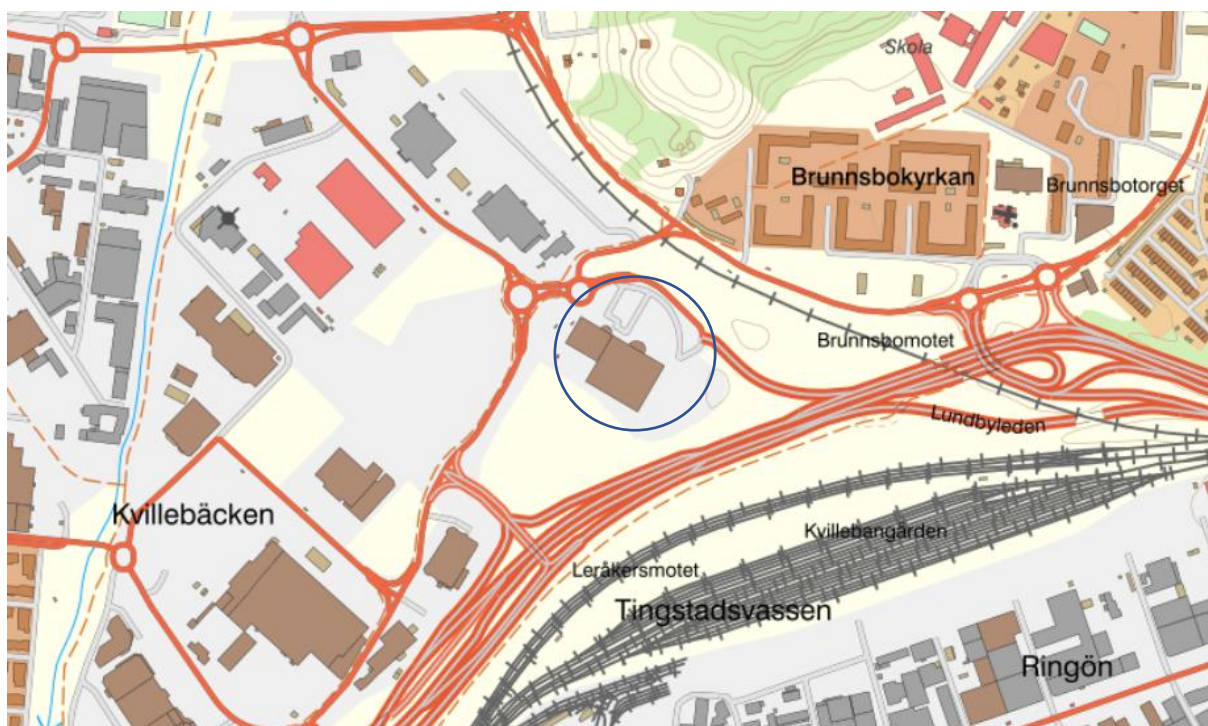 Skola
Brunnsbokyrkan
Brunnsbotorget
Brunnsbomotet
Lundbyleden
Kvillebäcken
Kvillebangården
Leråkersmotet
Tingstadsvassen
Ringön